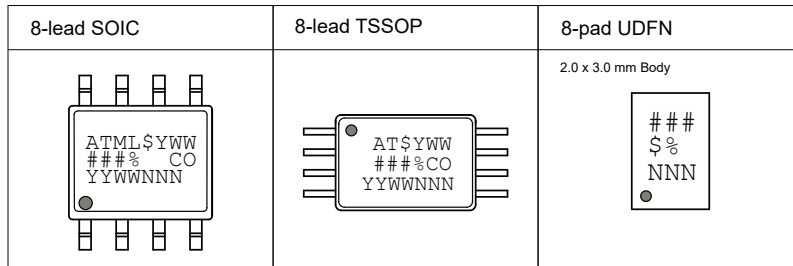 8-lead SOIC
8-lead TSSOP
8-pad UDFN
2.0 x 3.0 mm Body
ATML$YWW
###% CO
YYWWNNN
AT$YWW
###%CO
YYWWNNN
###
$%
NNN